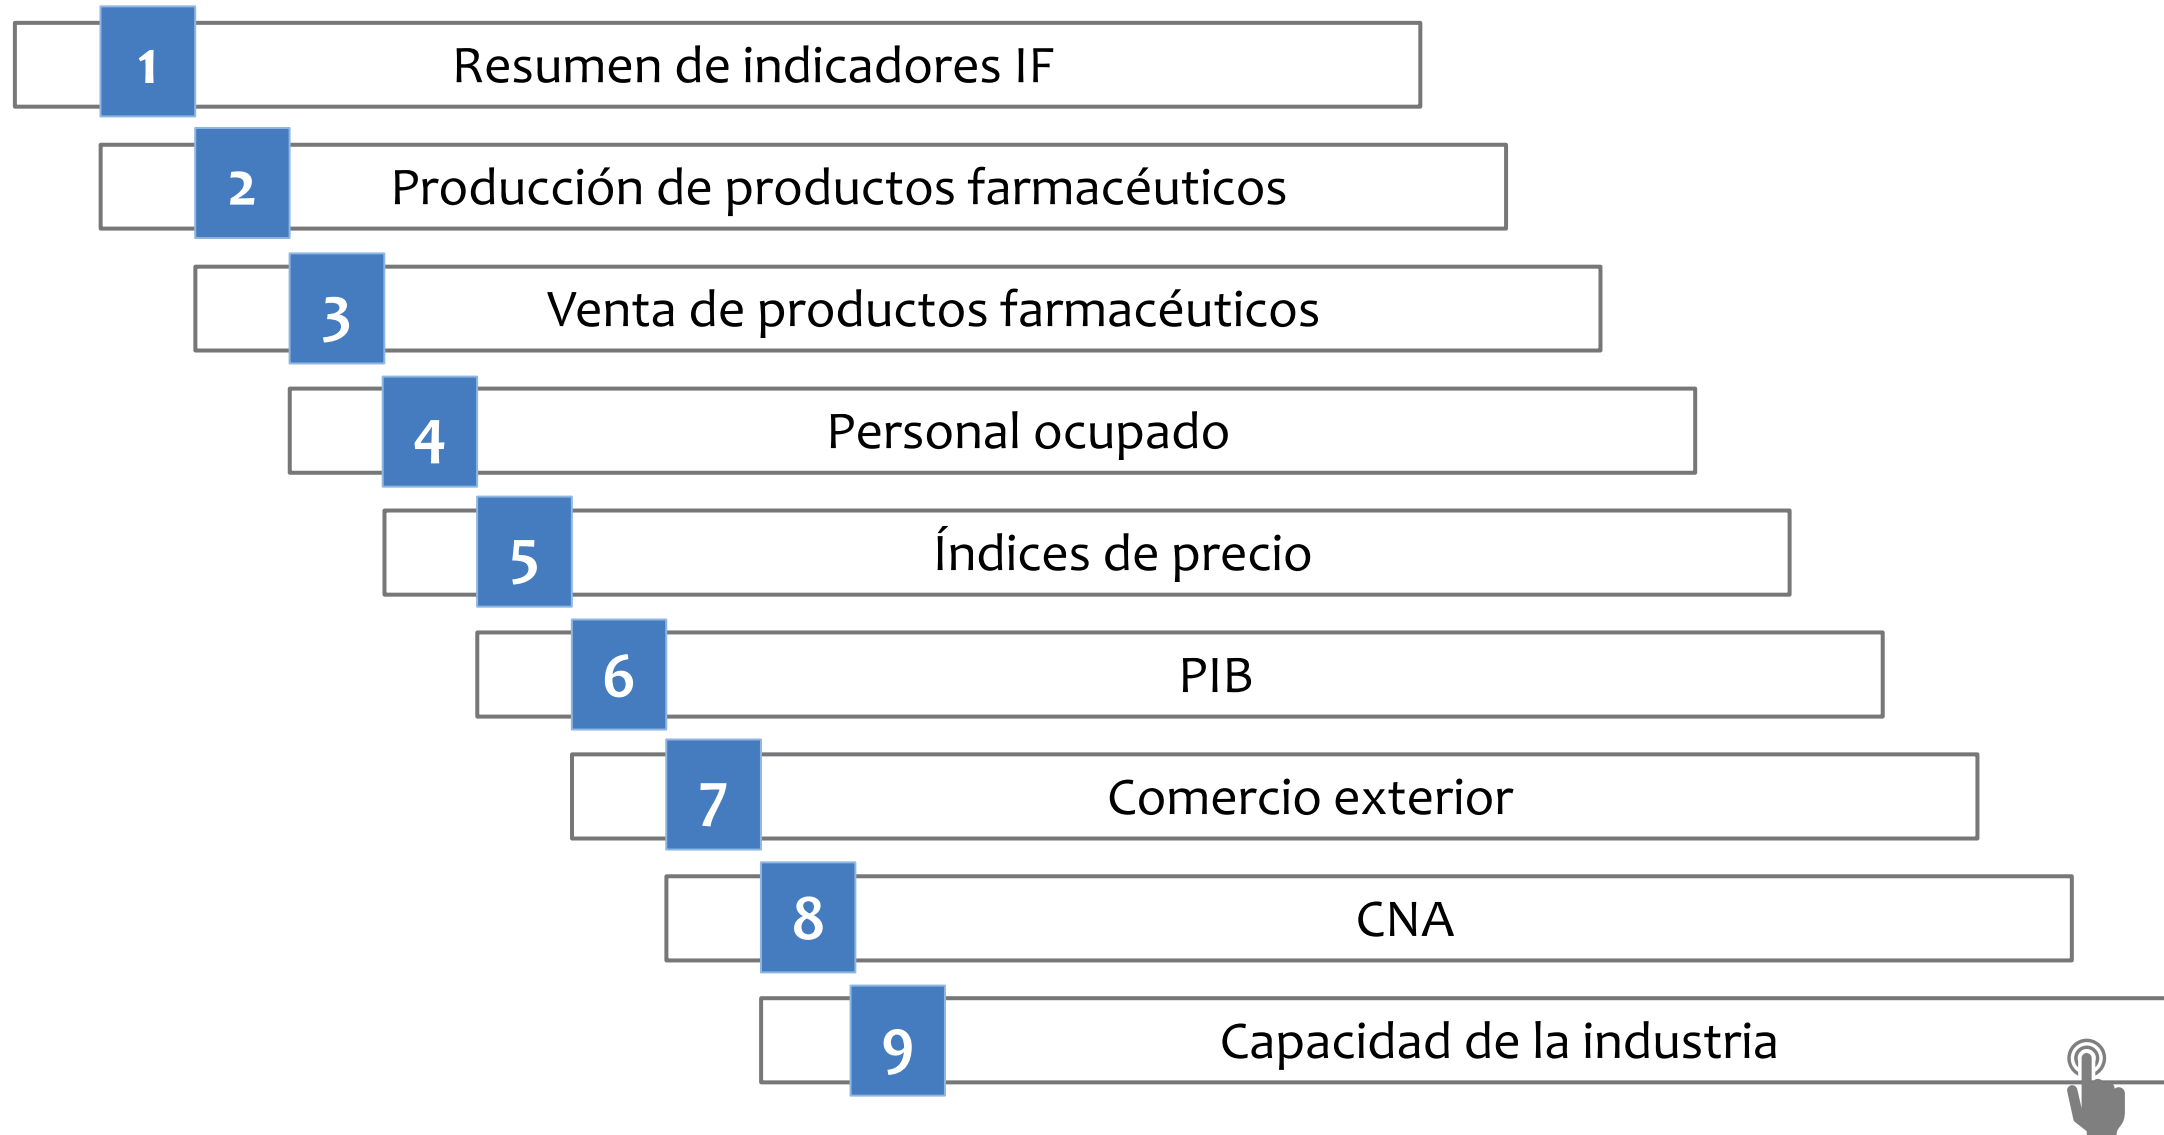 1 Resumen de indicadores IF
2 Producción de productos farmacéuticos
3 Venta de productos farmacéuticos
4 Personal ocupado
5 Índices de precio
6 PIB
7 Comercio exterior
8 CNA
9 Capacidad de la industria